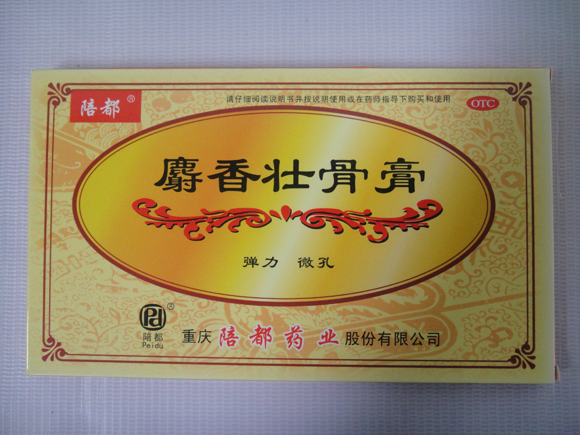 陪都®
请仔细阅读说明书并按说明使用或在药师指导下购买和使用
OTC
麝香壮骨膏
弹力 微孔
陪都
Peidu
重庆 陪都药业 股份有限公司